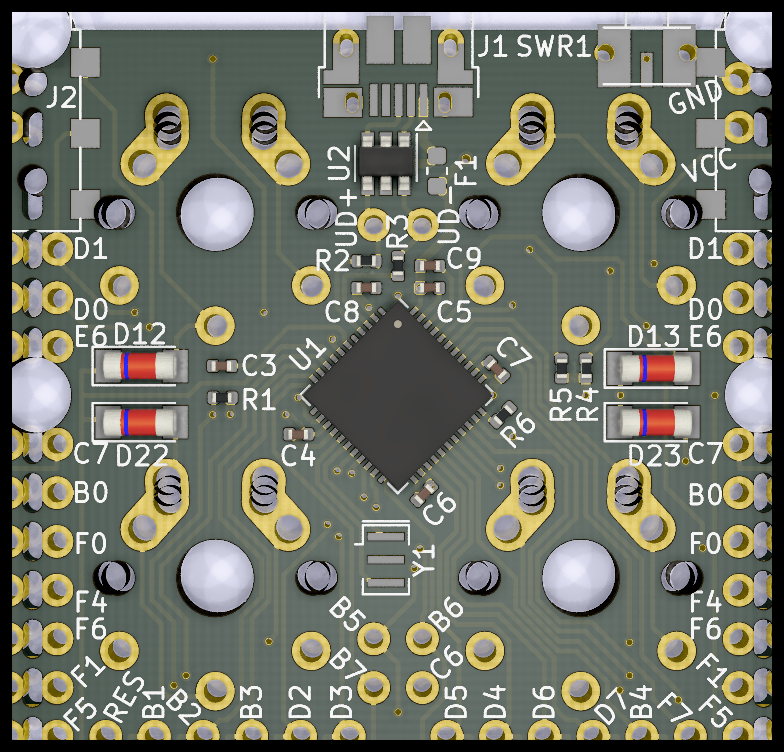 J1 SWR1
J2
GND
U2
F1
VCC
UD+
R3
UD-
D1
R2
C9
D1
D0
C8
C5
D0
E6
D12
U1
C7
D13
E6
C3
R1
R5
R4
R6
C7
D22
C4
D23
C7
B0
C6
B0
F0
Y1
F0
F4
B5
B6
F4
F6
F6
F1
B7
C6
F1
F5
RES
B1
B2
B3
D2
D3
D5
D4
D6
D7
B4
F7
F5